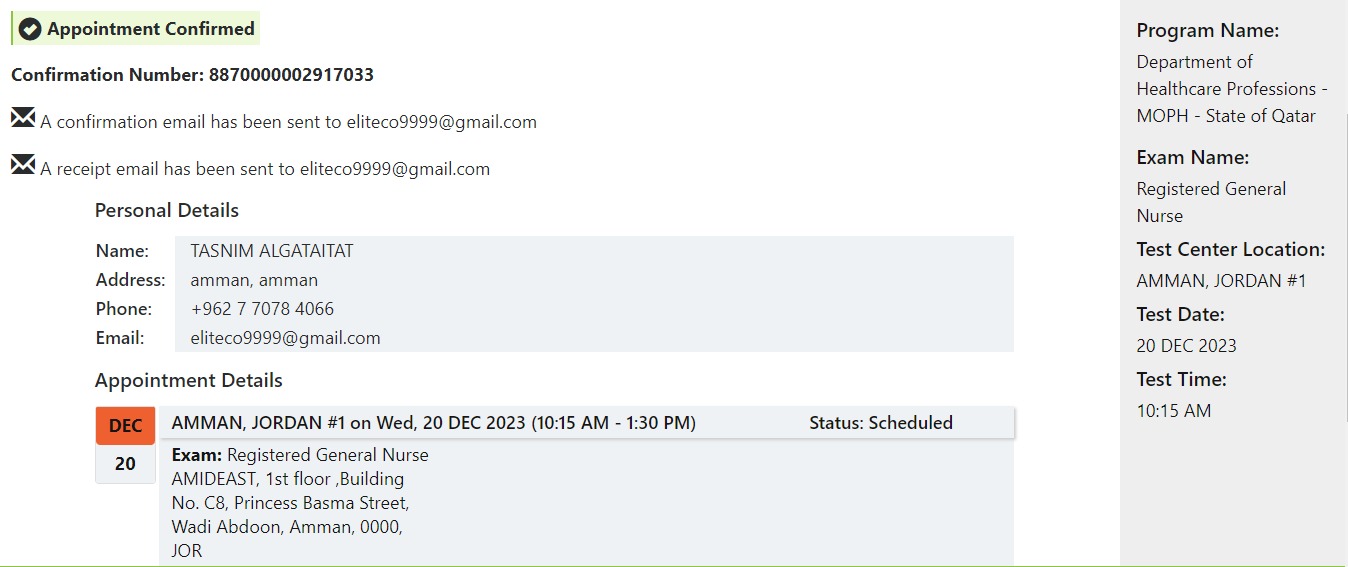 Appointment Confirmed
Confirmation Number: 8870000002917033
A confirmation email has been sent to eliteco9999@gmail.com
A receipt email has been sent to eliteco9999@gmail.com
Personal Details
Name: TASNIM ALGATAITAT
Address: amman, amman
Phone: +962 7 7078 4066
Email: eliteco9999@gmail.com
Appointment Details
DEC
20
AMMAN, JORDAN #1 on Wed, 20 DEC 2023 (10:15 AM - 1:30 PM) Status: Scheduled
Exam: Registered General Nurse
AMIDEAST, 1st floor ,Building
No. C8, Princess Basma Street,
Wadi Abdoon, Amman, 0000,
JOR
Program Name:
Department of
Healthcare Professions -
MOPH - State of Qatar
Exam Name:
Registered General
Nurse
Test Center Location:
AMMAN, JORDAN #1
Test Date:
20 DEC 2023
Test Time:
10:15 AM